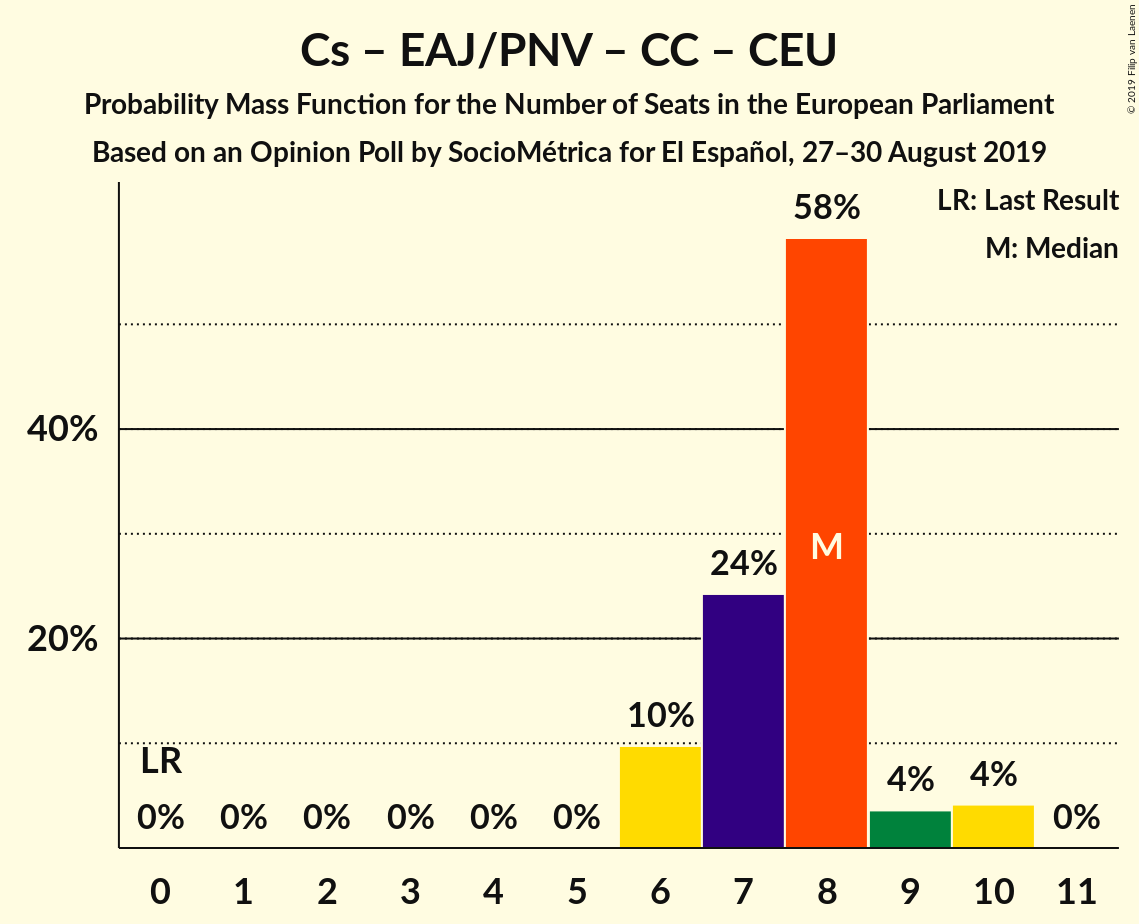 Cs – EAJ/PNV – CC – CEU
Probability Mass Function for the Number of Seats in the European Parliament
Based on an Opinion Poll by SocioMétrica for El Español, 27–30 August 2019
© 2019 Filip van Laenen
LR: Last Result
M: Median
58%
40%
M
24%
20%
10%
LR
4% 4%
0% 0% 0% 0% 0% 0% 0%
0 1 2 3 4 5 6 7 8 9 10 11